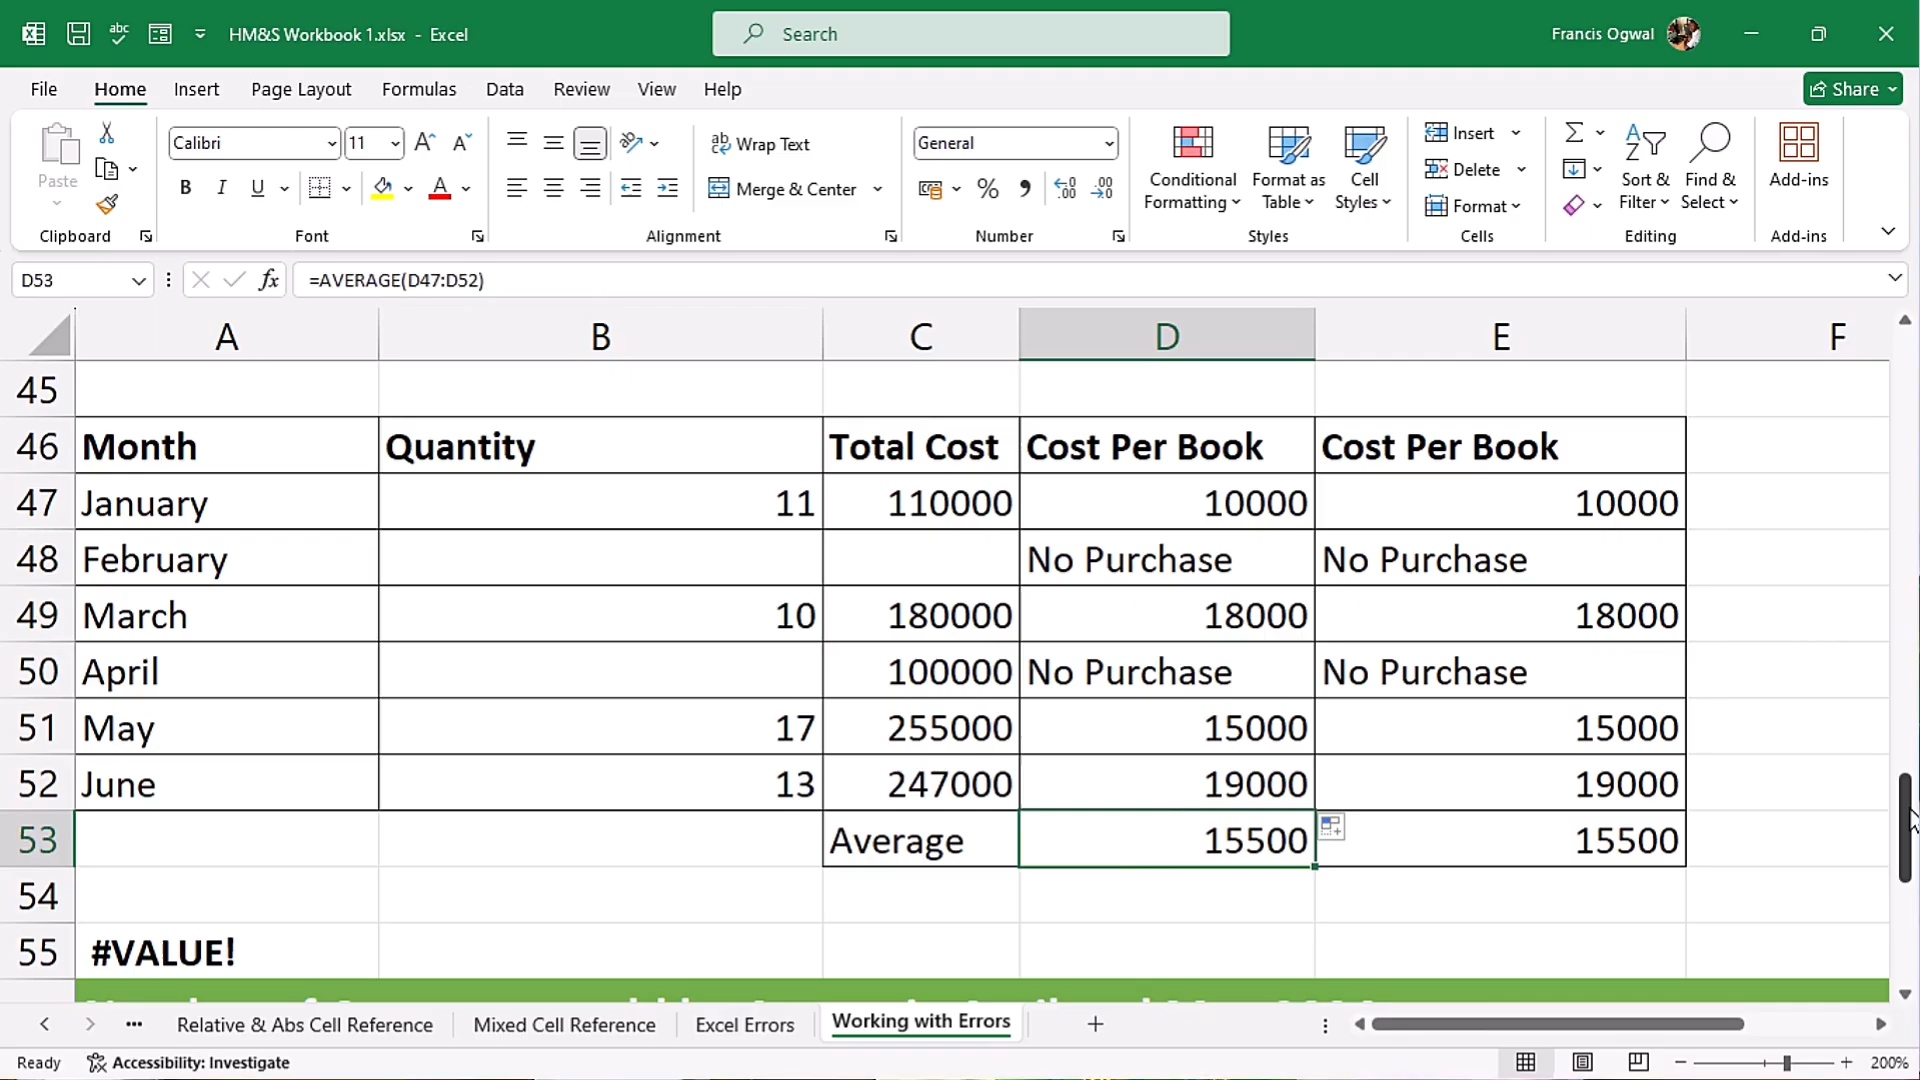 HM&S Workbook 1.xlsx - Excel
Search
Francis Ogwal
File Home Insert Page Layout Formulas Data Review View Help
Share
Paste
Clipboard
Calibri 11
B I U
Font
Wrap Text
Merge & Center
Alignment
General
Number
Conditional Formatting
Format as Table
Cell Styles
Styles
Insert
Delete
Format
Cells
Sort & Filter
Find & Select
Editing
Add-ins
Add-ins
D53 fx =AVERAGE(D47:D52)
A B C D E F
45
46 Month Quantity Total Cost Cost Per Book Cost Per Book
47 January 11 110000 10000 10000
48 February No Purchase No Purchase
49 March 10 180000 18000 18000
50 April 100000 No Purchase No Purchase
51 May 17 255000 15000 15000
52 June 13 247000 19000 19000
53 Average 15500 15500
54
55 #VALUE!
Relative & Abs Cell Reference Mixed Cell Reference Excel Errors Working with Errors
Ready Accessibility: Investigate 200%